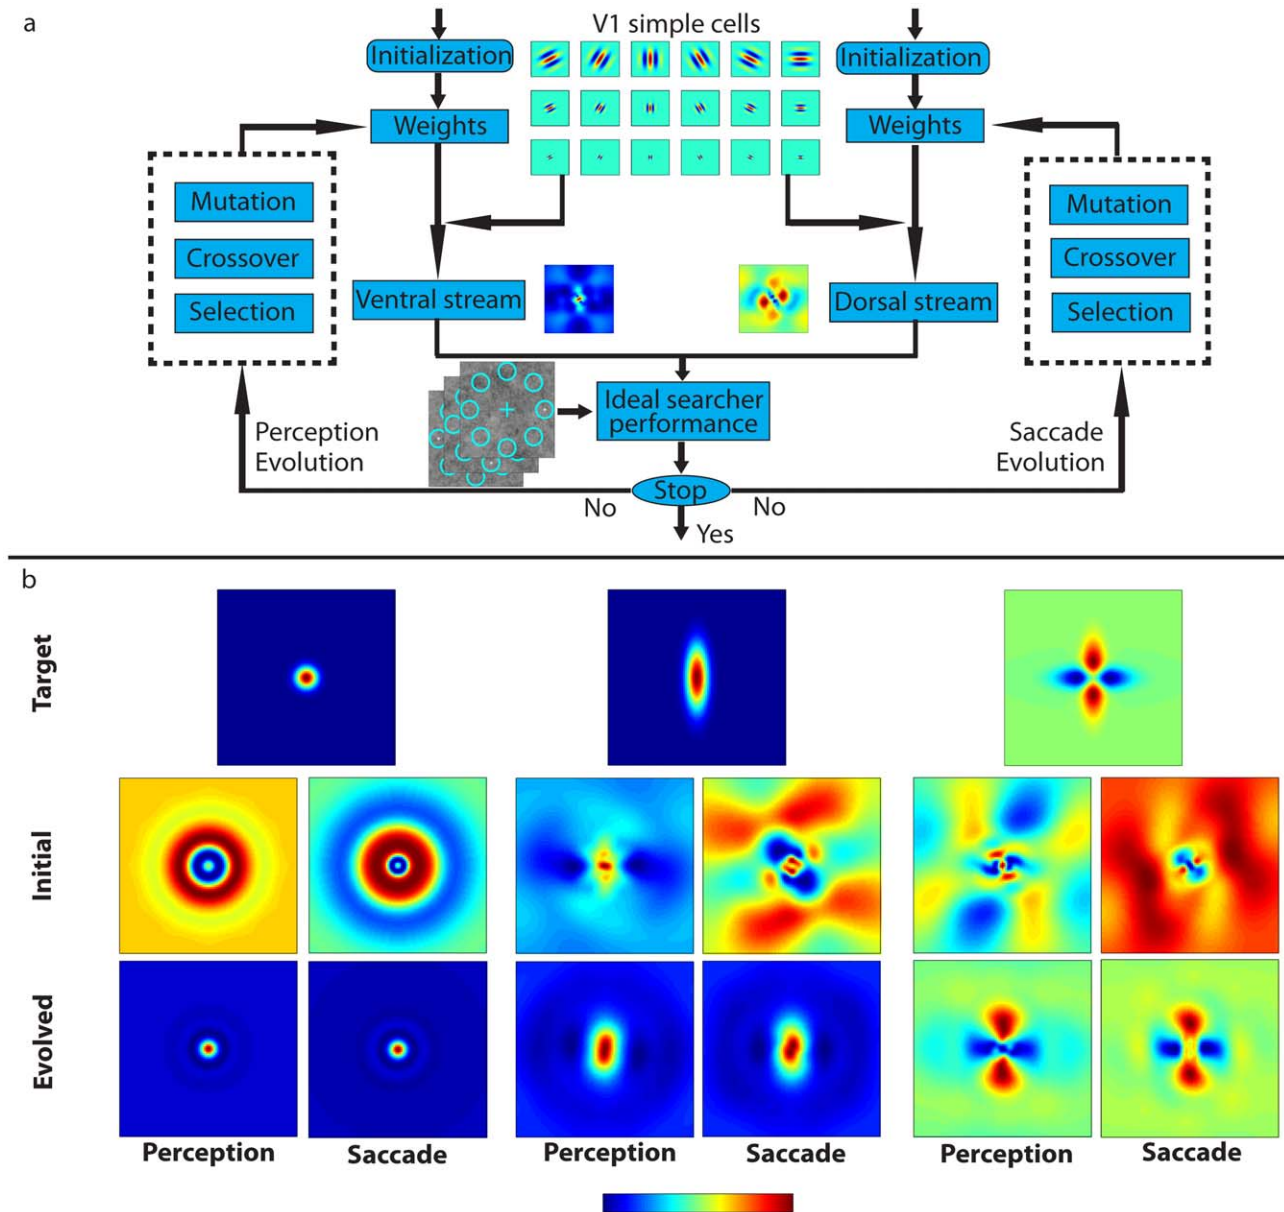 a
V1 simple cells
Initialization
Initialization
Weights
Weights
Mutation
Crossover
Selection
Mutation
Crossover
Selection
Ventral stream
Dorsal stream
Ideal searcher
performance
Perception
Evolution
Saccade
Evolution
Stop
No
No
Yes
b
Target
Initial
Evolved
Perception
Saccade
Perception
Saccade
Perception
Saccade